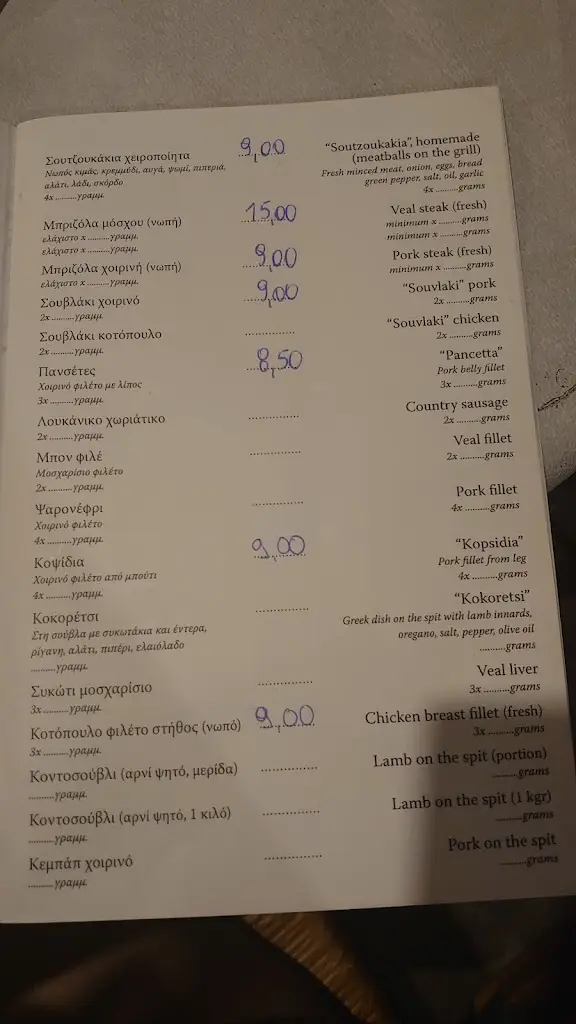 Σουτζουκάκια χειροποίητα 9,00 "Soutzoukakia", homemade
(meatballs on the grill)
Νωπός κιμάς, κρεμμύδι, αυγά, ψωμί, πιπεριά, Fresh minced meat, onion, eggs, bread
αλάτι, λάδι, σκόρδο green pepper, salt, oil, garlic
4x ..........γραμμ. 4x ..........grams
Μπριζόλα μόσχου (νωπή) 15,00 Veal steak (fresh)
ελάχιστο x ..........γραμμ. minimum x ..........grams
ελάχιστο x ..........γραμμ. minimum x ..........grams
Μπριζόλα χοιρινή (νωπή) 9,00 Pork steak (fresh)
ελάχιστο x ..........γραμμ. minimum x ..........grams
Σουβλάκι χοιρινό 9,00 "Souvlaki" pork
2x ..........γραμμ. 2x ..........grams
Σουβλάκι κοτόπουλο ................ "Souvlaki" chicken
2x ..........γραμμ. 2x ..........grams
Πανσέτες 8,50 "Pancetta"
Χοιρινό φιλέτο με λίπος Pork belly fillet
3x ..........γραμμ. 3x ..........grams
Λουκάνικο χωριάτικο ................ Country sausage
2x ..........γραμμ. 2x ..........grams
Μπον φιλέ ................ Veal fillet
Μοσχαρίσιο φιλέτο 2x ..........grams
2x ..........γραμμ.
Ψαρονέφρι ................ Pork fillet
Χοιρινό φιλέτο 4x ..........grams
4x ..........γραμμ.
Κοψίδια 9,00 "Kopsidia"
Χοιρινό φιλέτο από μπούτι Pork fillet from leg
4x ..........γραμμ. 4x ..........grams
Κοκορέτσι ................ "Kokoretsi"
Στη σούβλα με συκωτάκια και έντερα, Greek dish on the spit with lamb innards,
ρίγανη, αλάτι, πιπέρι, ελαιόλαδο oregano, salt, pepper, olive oil
..........γραμμ. ..........grams
Συκώτι μοσχαρίσιο ................ Veal liver
3x ..........γραμμ. 3x ..........grams
Κοτόπουλο φιλέτο στήθος (νωπό) 9,00 Chicken breast fillet (fresh)
3x ..........γραμμ. 3x ..........grams
Κοντοσούβλι (αρνί ψητό, μερίδα) ................ Lamb on the spit (portion)
..........γραμμ. ..........grams
Κοντοσούβλι (αρνί ψητό, 1 κιλό) ................ Lamb on the spit (1 kgr)
..........γραμμ. ..........grams
Κεμπάπ χοιρινό ................ Pork on the spit
..........γραμμ. ..........grams